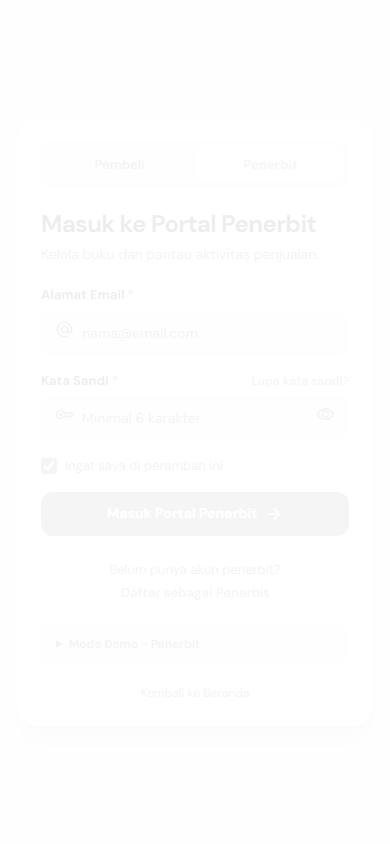 Pembeli
Penerbit
Masuk ke Portal Penerbit
Kelola buku dan pantau aktivitas penjualan.
Alamat Email *
nama@email.com
Kata Sandi *
Lupa kata sandi?
Minimal 6 karakter
Ingat saya di peramban ini
Masuk Portal Penerbit →
Belum punya akun penerbit?
Daftar sebagai Penerbit
Mode Demo - Penerbit
Kembali ke Beranda